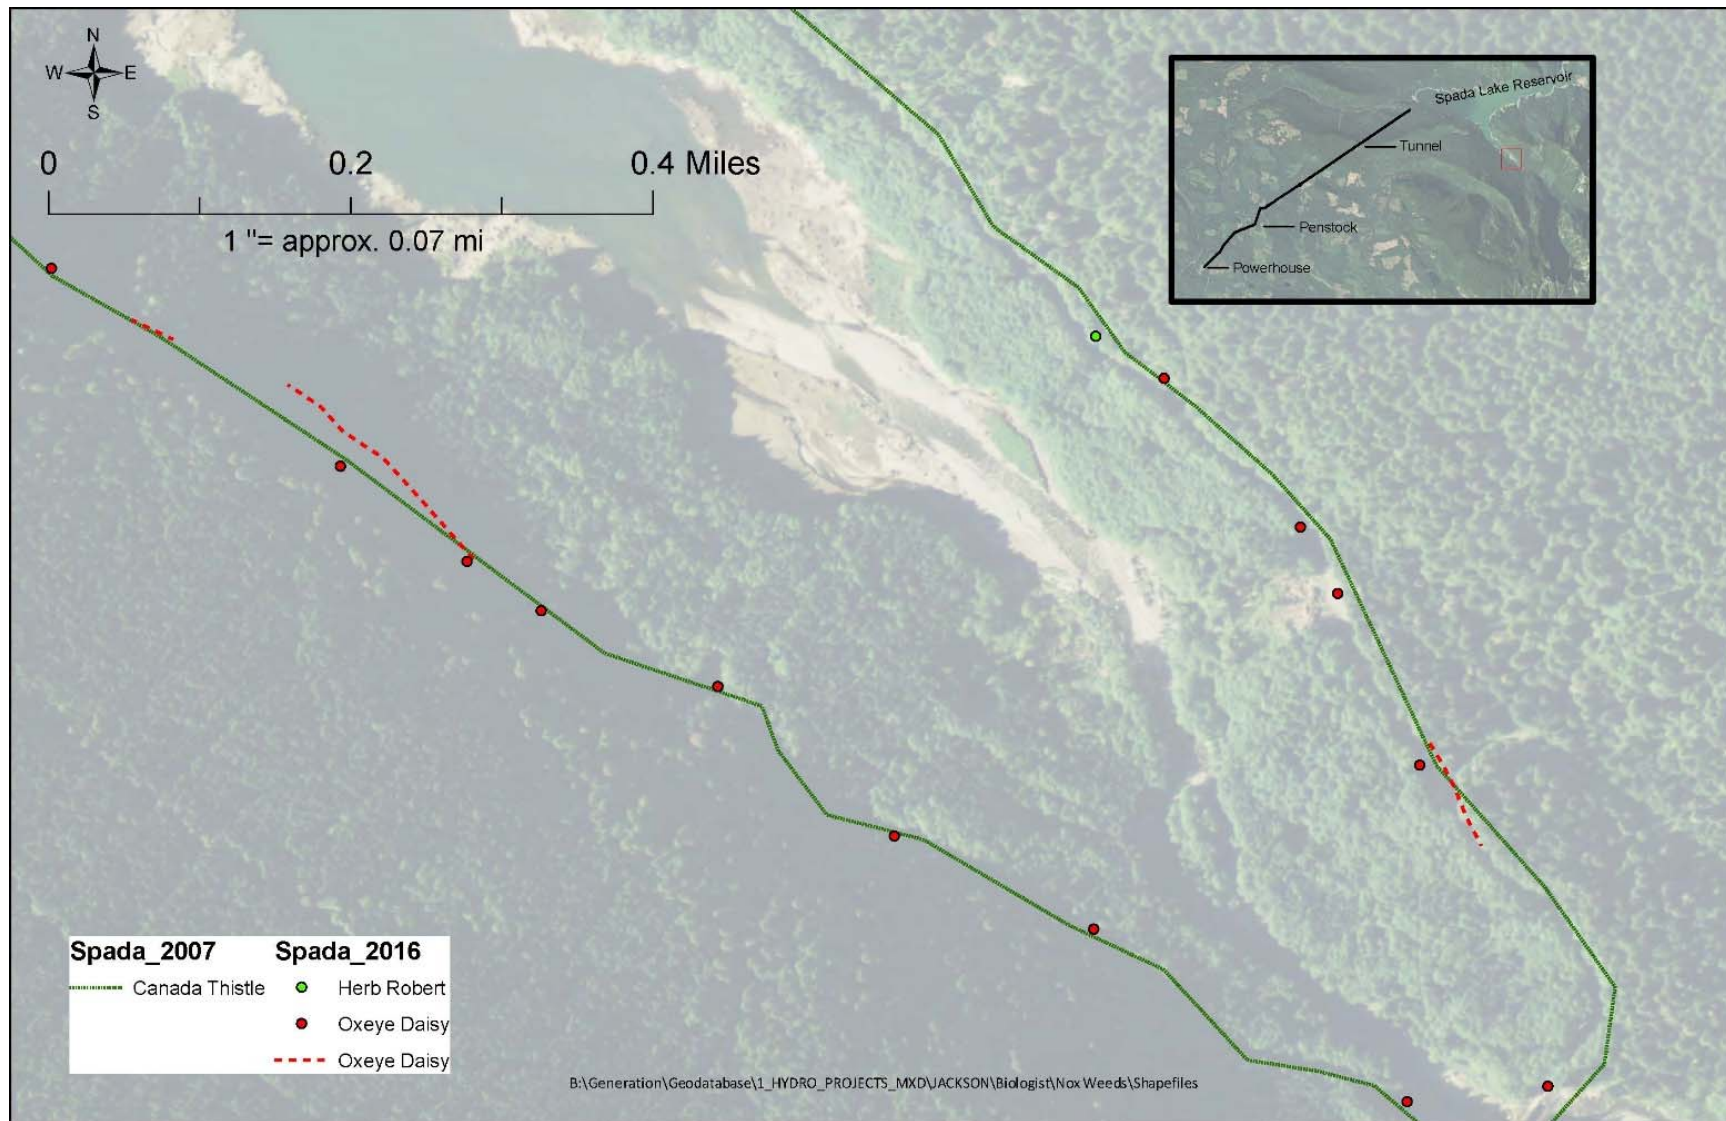 N
W E
S
0 0.2 0.4 Miles
1 "= approx. 0.07 mi
Spada Lake Reservoir
Tunnel
Penstock
Powerhouse
Spada_2007 Spada_2016
Canada Thistle Herb Robert
Oxeye Daisy
Oxeye Daisy
B:\Generation\Geodatabase\1_HYDRO_PROJECTS_MXD\JACKSON\Biologist\Nox Weeds\Shapefiles